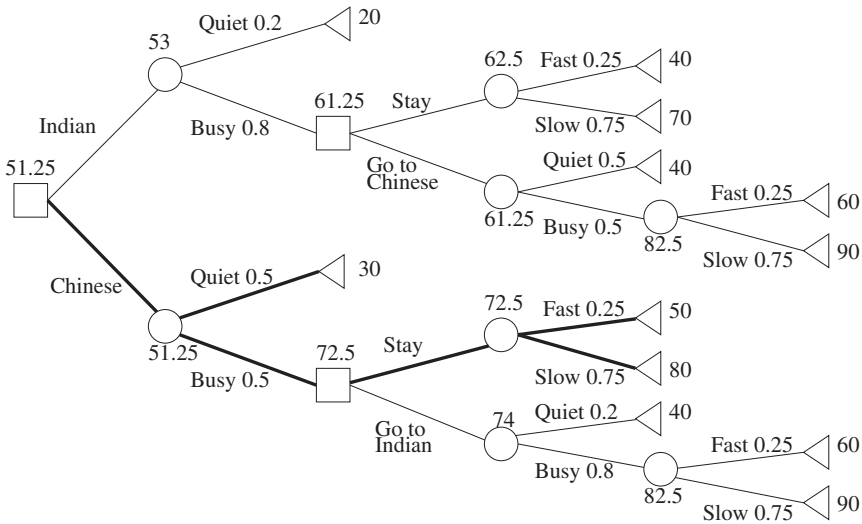 Quiet 0.2
20
53
Indian
Busy 0.8
61.25
Stay
62.5
Fast 0.25
40
Slow 0.75
70
Go to
Chinese
Quiet 0.5
40
61.25
Busy 0.5
82.5
Fast 0.25
60
Slow 0.75
90
51.25
Chinese
Quiet 0.5
30
51.25
Busy 0.5
72.5
Stay
72.5
Fast 0.25
50
Slow 0.75
80
Go to
Indian
74
Quiet 0.2
40
Busy 0.8
82.5
Fast 0.25
60
Slow 0.75
90